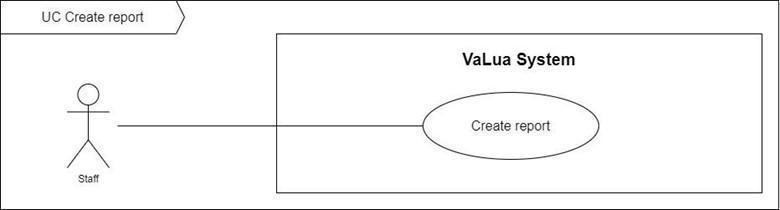 UC Create report
VaLua System
Create report
Staff